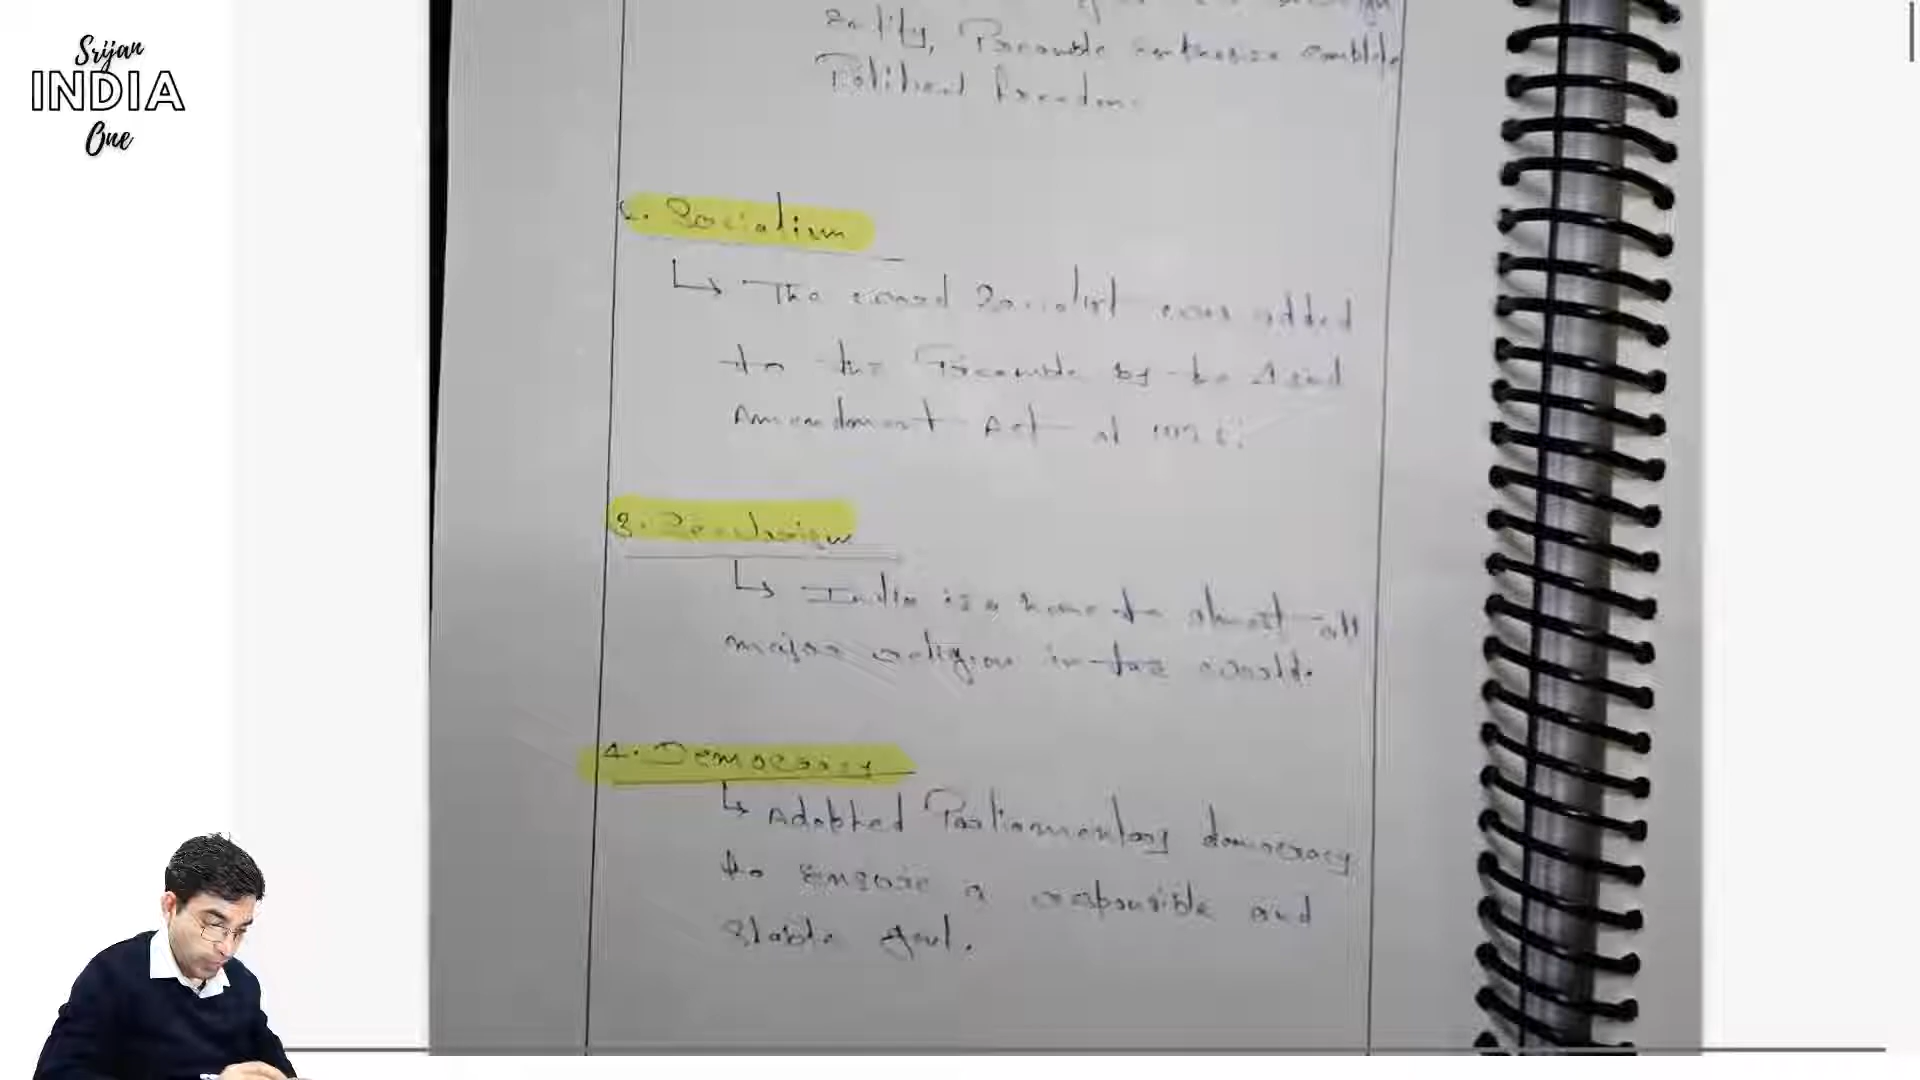 Srijan
INDIA
One
Entity, Preamble emphasize complete
Political freedom.
2. Socialism
↳ The word Socialist was added
to the Preamble by the 42nd
Amendment Act of 1976.
3. Secularism
↳ India is a home to almost all
major religion in the world.
4. Democracy
↳ Adopted Parliamentary democracy
to ensure a responsible and
stable govt.